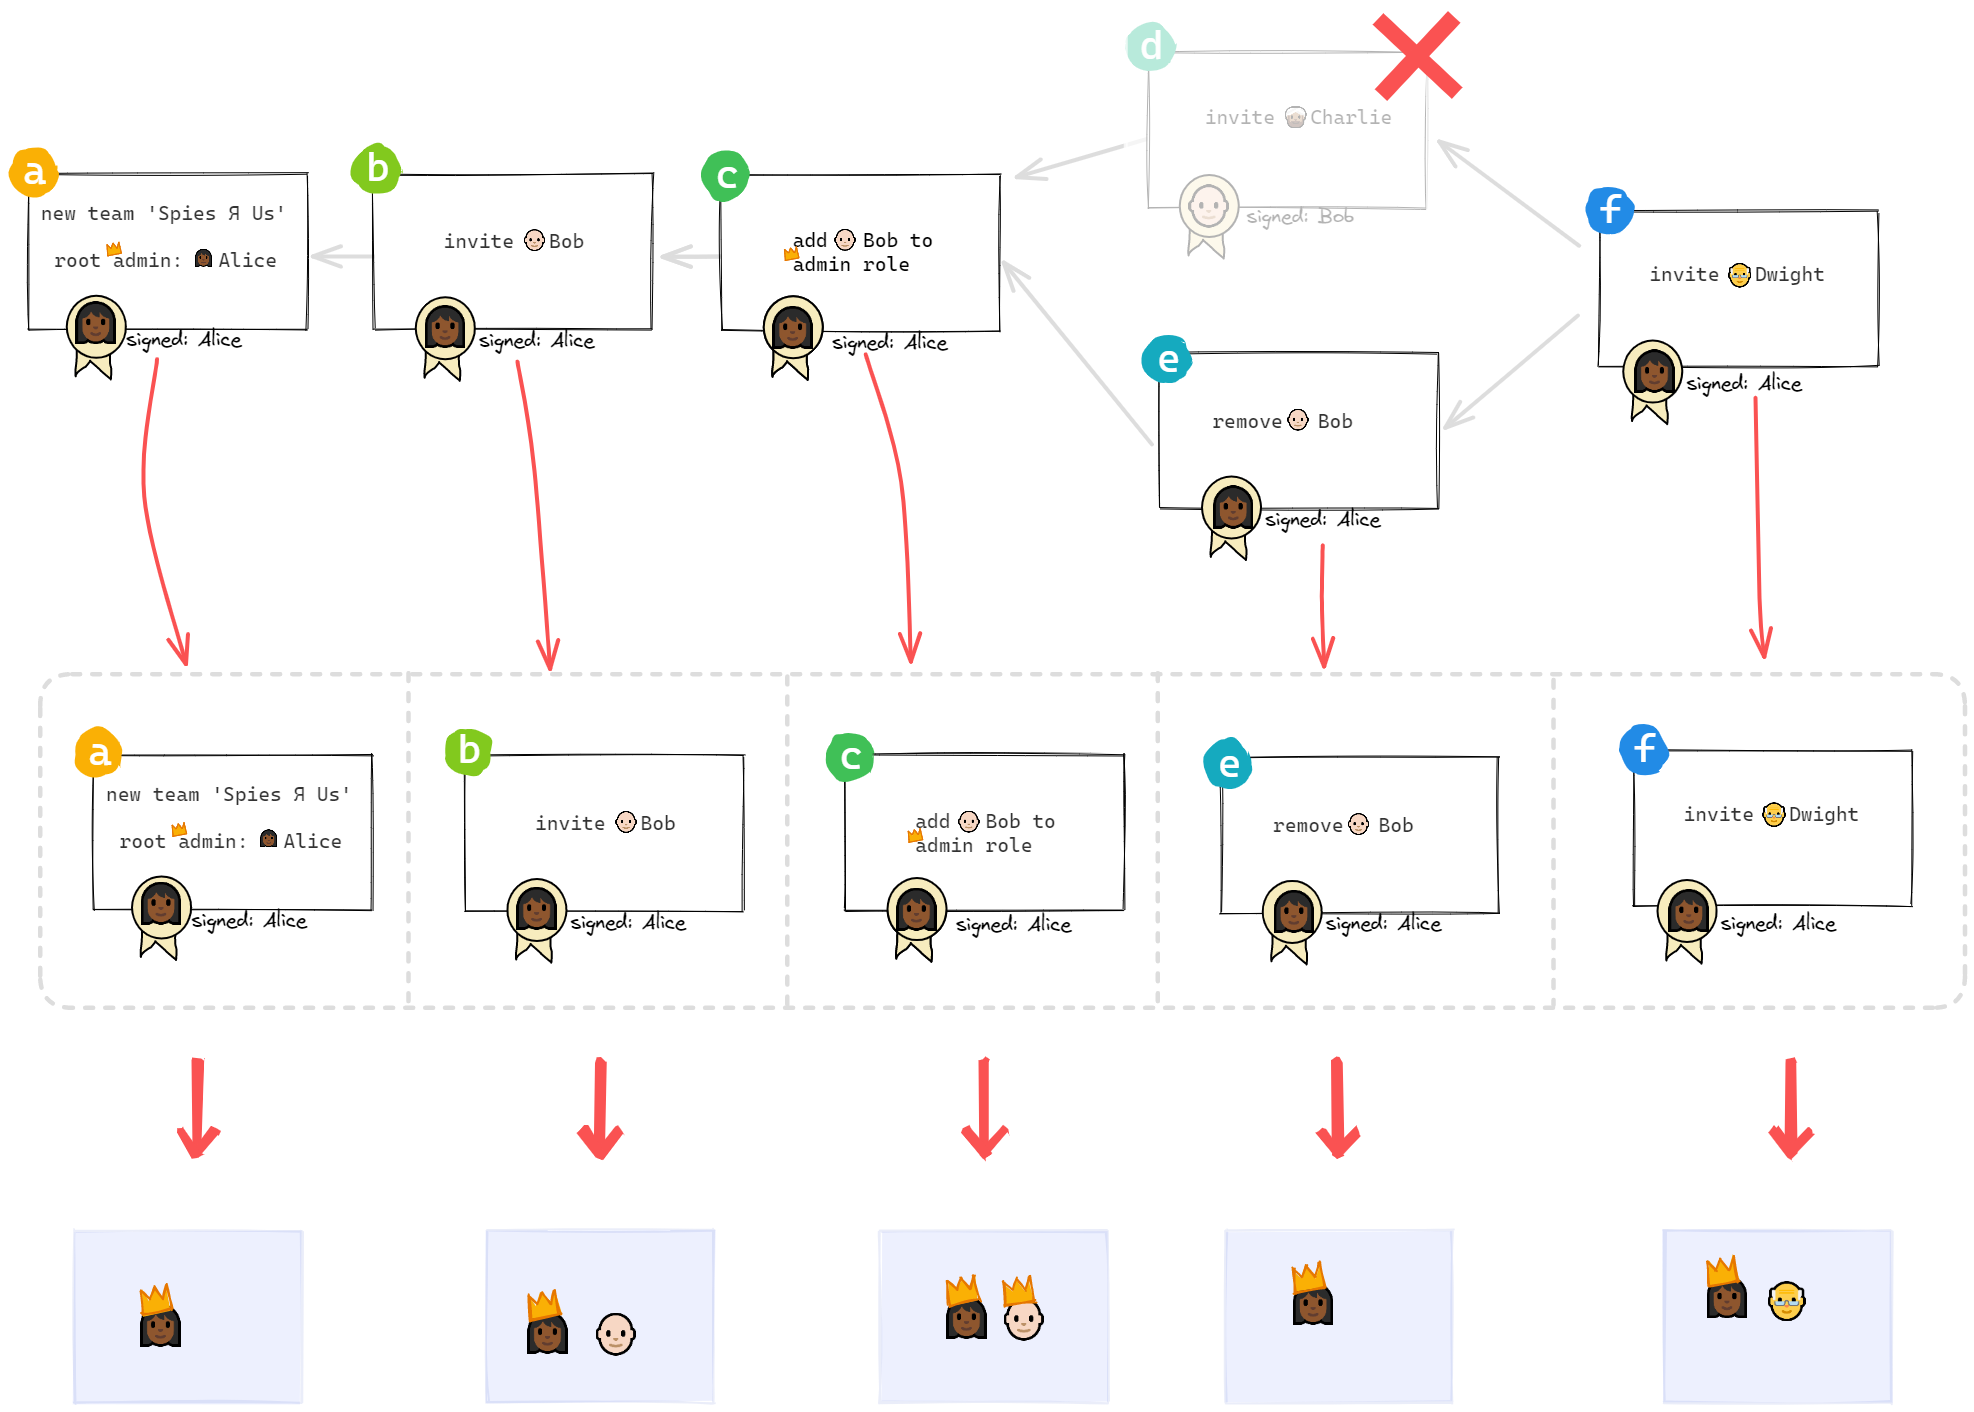 d
invite Charlie
signed: Bob
a
new team 'Spies Я Us'
root admin: Alice
signed: Alice
b
invite Bob
signed: Alice
c
add Bob to
admin role
signed: Alice
f
invite Dwight
signed: Alice
e
remove Bob
signed: Alice
a
new team 'Spies Я Us'
root admin: Alice
signed: Alice
b
invite Bob
signed: Alice
c
add Bob to
admin role
signed: Alice
e
remove Bob
signed: Alice
f
invite Dwight
signed: Alice